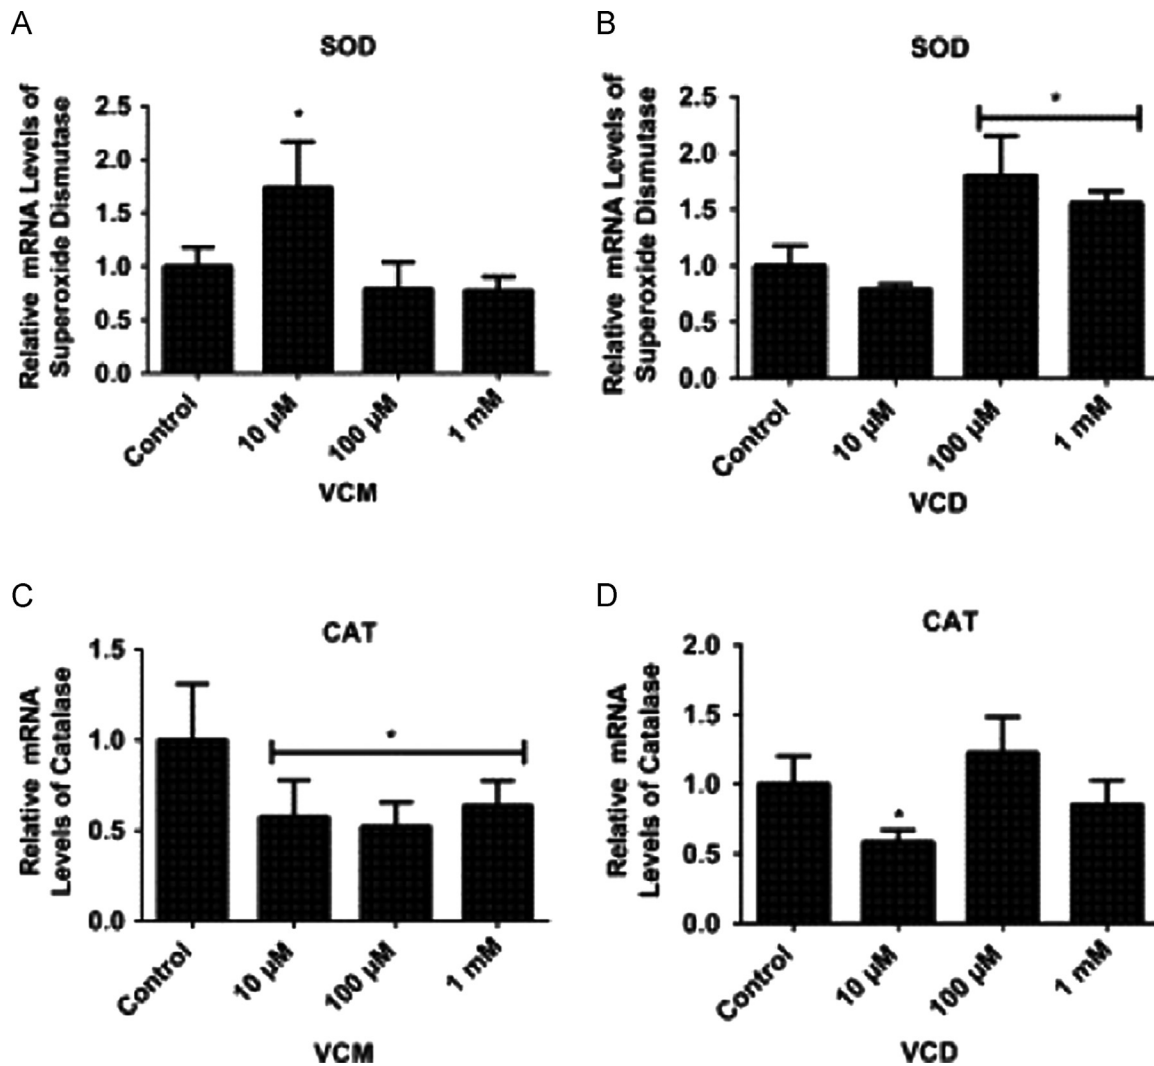 A
SOD
Relative mRNA Levels of
Superoxide Dismutase
2.5
2.0
1.5
1.0
0.5
0.0
*
Control
10 µM
100 µM
1 mM
VCM
B
SOD
Relative mRNA Levels of
Superoxide Dismutase
2.5
2.0
1.5
1.0
0.5
0.0
*
Control
10 µM
100 µM
1 mM
VCD
C
CAT
Relative mRNA
Levels of Catalase
1.5
1.0
0.5
0.0
*
Control
10 µM
100 µM
1 mM
VCM
D
CAT
Relative mRNA
Levels of Catalase
2.0
1.5
1.0
0.5
0.0
*
Control
10 µM
100 µM
1 mM
VCD